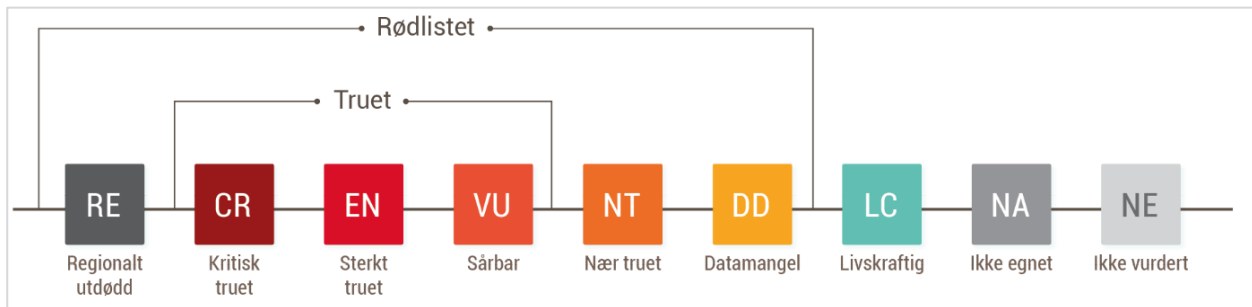 Rødlistet
Truet
RE
CR
EN
VU
NT
DD
LC
NA
NE
Regionalt
utdødd
Kritisk
truet
Sterkt
truet
Sårbar
Nær truet
Datamangel
Livskraftig
Ikke egnet
Ikke vurdert